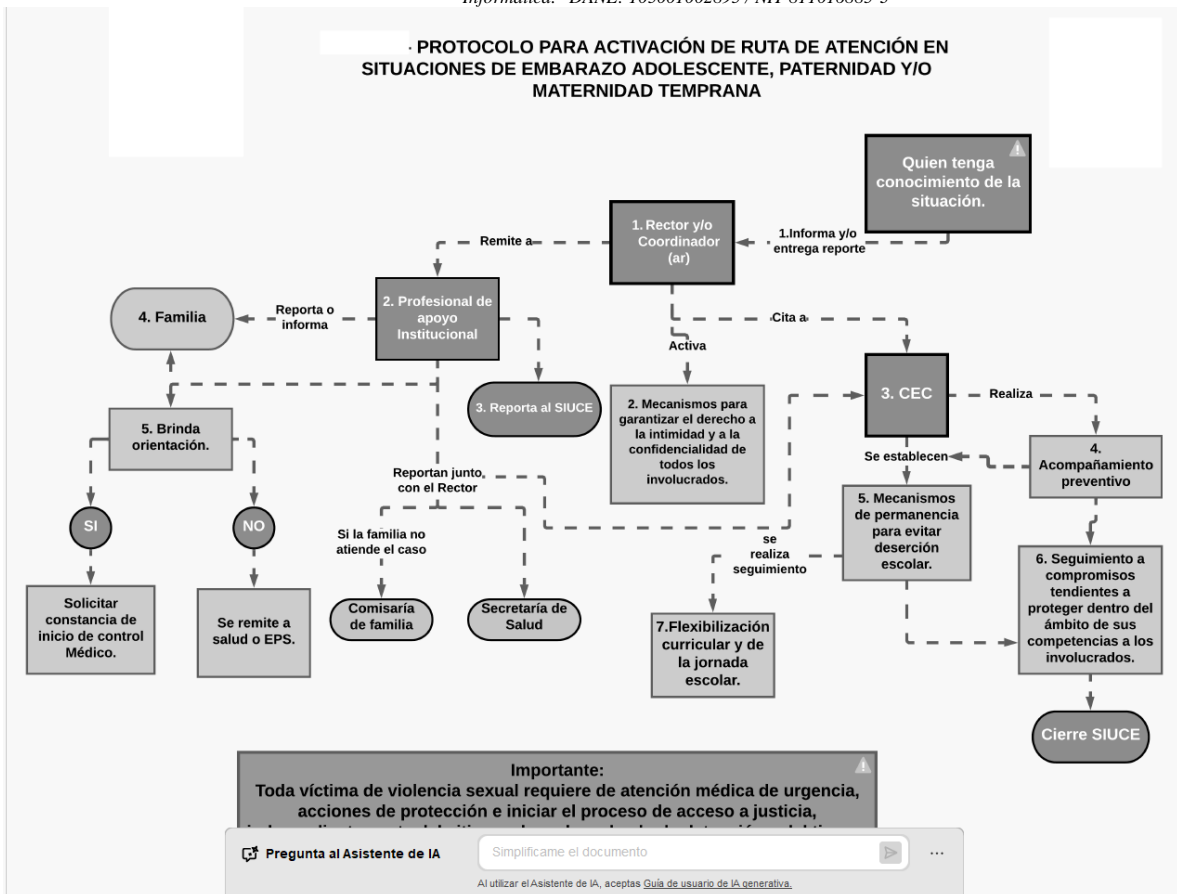 - PROTOCOLO PARA ACTIVACIÓN DE RUTA DE ATENCIÓN EN
SITUACIONES DE EMBARAZO ADOLESCENTE, PATERNIDAD Y/O
MATERNIDAD TEMPRANA
Quien tenga
conocimiento de la
situación.
1.Informa y/o
entrega reporte
1. Rector y/o
Coordinador
(ar)
Remite a
2. Profesional de
apoyo
Institucional
Reporta o
informa
4. Familia
Cita a
Activa
3. Reporta al SIUCE
2. Mecanismos para
garantizar el derecho a
la intimidad y a la
confidencialidad de
todos los
involucrados.
3. CEC
Realiza
4.
Acompañamiento
preventivo
Se establecen
5. Mecanismos
de permanencia
para evitar
deserción
escolar.
5. Brinda
orientación.
SI
NO
Solicitar
constancia de
inicio de control
Médico.
Se remite a
salud o EPS.
Reportan junto
con el Rector
Si la familia no
atiende el caso
Comisaría
de familia
Secretaría de
Salud
se
realiza
seguimiento
7.Flexibilización
curricular y de
la jornada
escolar.
6. Seguimiento a
compromisos
tendientes a
proteger dentro del
ámbito de sus
competencias a los
involucrados.
Cierre SIUCE
Importante:
Toda víctima de violencia sexual requiere de atención médica de urgencia,
acciones de protección e iniciar el proceso de acceso a justicia,
Pregunta al Asistente de IA
Simplifícame el documento
Al utilizar el Asistente de IA, aceptas Guía de usuario de IA generativa.